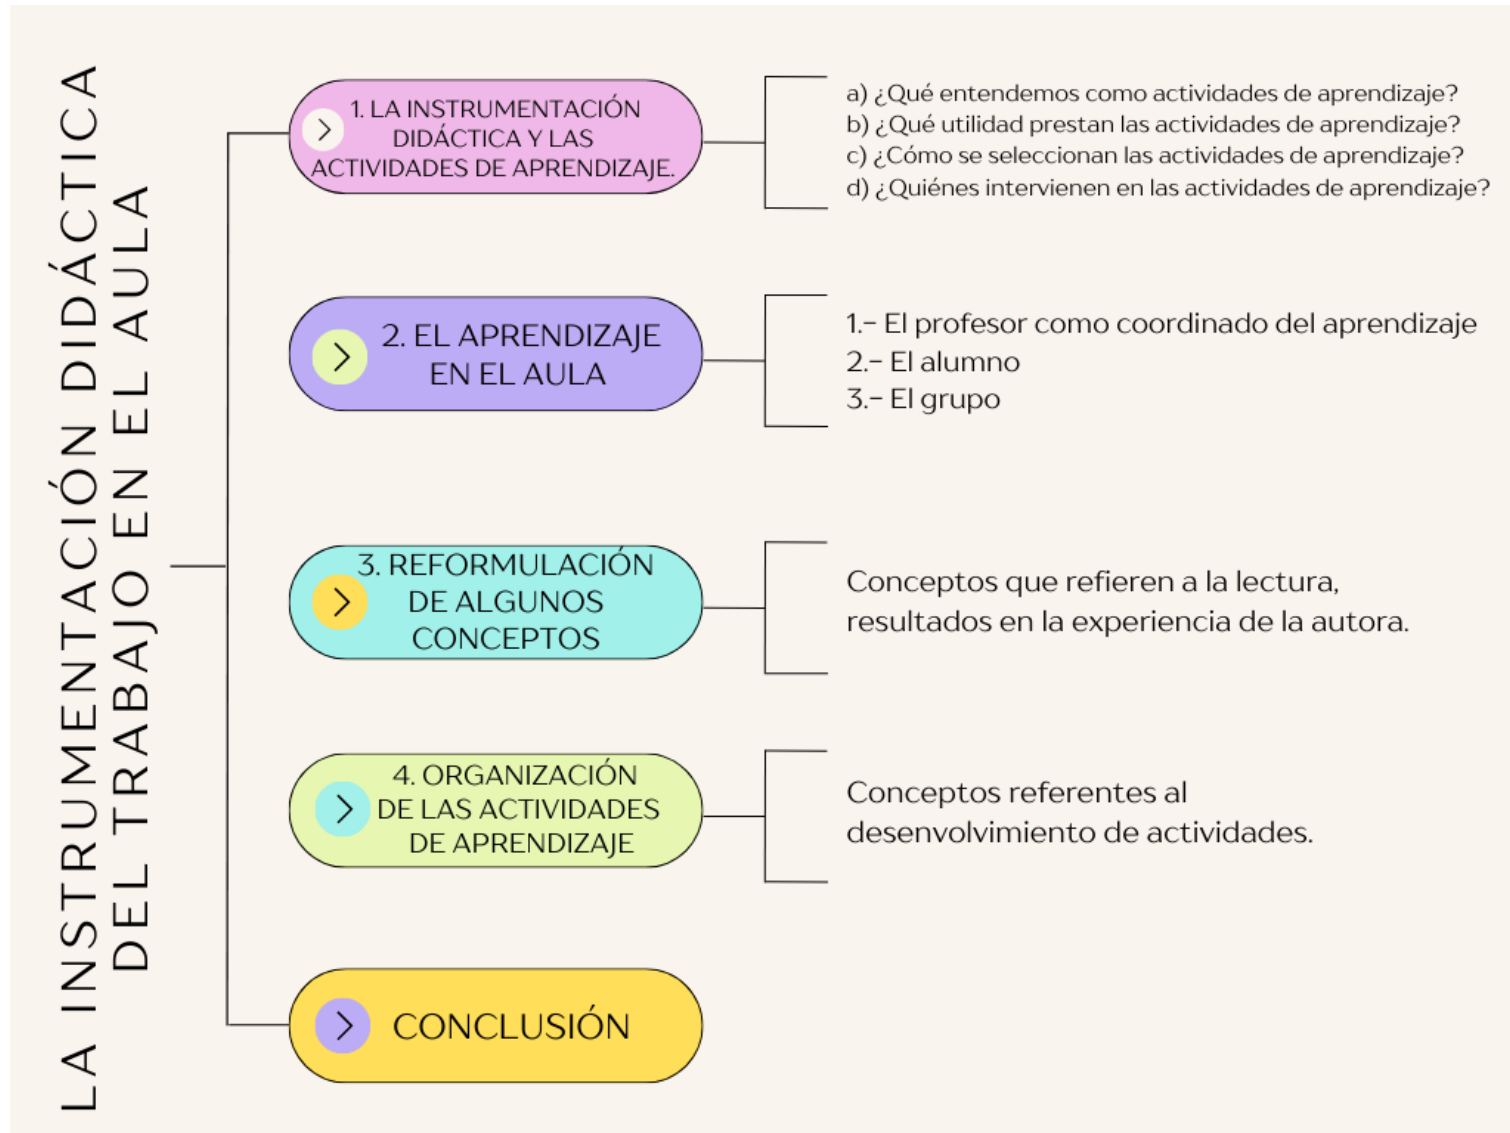 LA INSTRUMENTACIÓN DIDÁCTICA
DEL TRABAJO EN EL AULA
1. LA INSTRUMENTACIÓN
DIDÁCTICA Y LAS
ACTIVIDADES DE APRENDIZAJE.
a) ¿Qué entendemos como actividades de aprendizaje?
b) ¿Qué utilidad prestan las actividades de aprendizaje?
c) ¿Cómo se seleccionan las actividades de aprendizaje?
d) ¿Quiénes intervienen en las actividades de aprendizaje?
2. EL APRENDIZAJE
EN EL AULA
1.- El profesor como coordinado del aprendizaje
2.- El alumno
3.- El grupo
3. REFORMULACIÓN
DE ALGUNOS
CONCEPTOS
Conceptos que refieren a la lectura,
resultados en la experiencia de la autora.
4. ORGANIZACIÓN
DE LAS ACTIVIDADES
DE APRENDIZAJE
Conceptos referentes al
desenvolvimiento de actividades.
CONCLUSIÓN